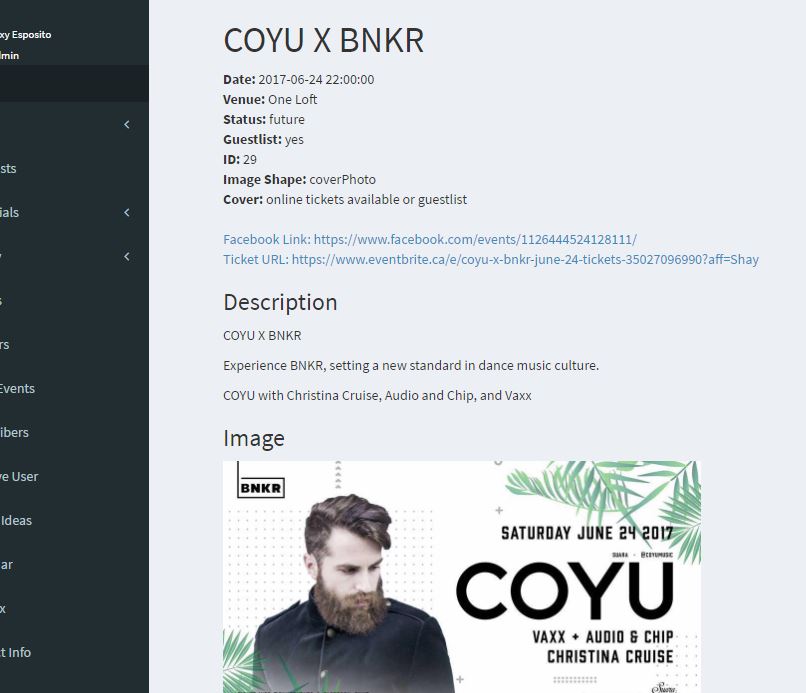 xy Esposito
lmin
sts
ials
y
s
rs
Events
ibers
ve User
Ideas
ar
x
t Info
COYU X BNKR
Date: 2017-06-24 22:00:00
Venue: One Loft
Status: future
Guestlist: yes
ID: 29
Image Shape: coverPhoto
Cover: online tickets available or guestlist
Facebook Link: https://www.facebook.com/events/1126444524128111/
Ticket URL: https://www.eventbrite.ca/e/coyu-x-bnkr-june-24-tickets-35027096990?aff=Shay
Description
COYU X BNKR
Experience BNKR, setting a new standard in dance music culture.
COYU with Christina Cruise, Audio and Chip, and Vaxx
Image
BNKR
SATURDAY JUNE 24 2017
SUARA - @COYUMUSIC
COYU
VAXX + AUDIO & CHIP
CHRISTINA CRUISE
Suara